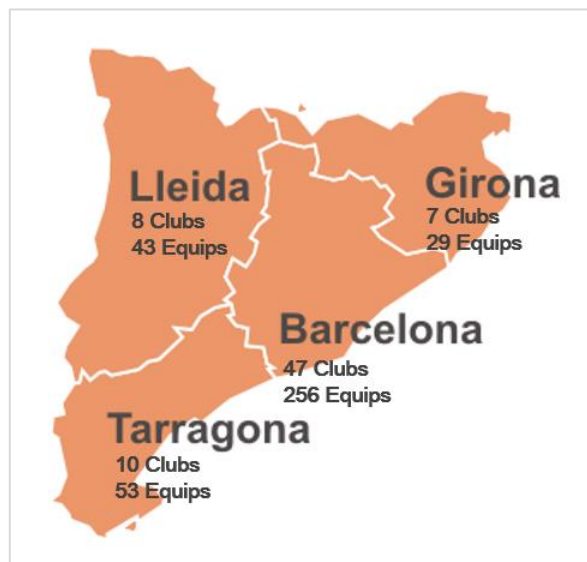 Lleida
8 Clubs
43 Equips
Girona
7 Clubs
29 Equips
Barcelona
47 Clubs
256 Equips
Tarragona
10 Clubs
53 Equips